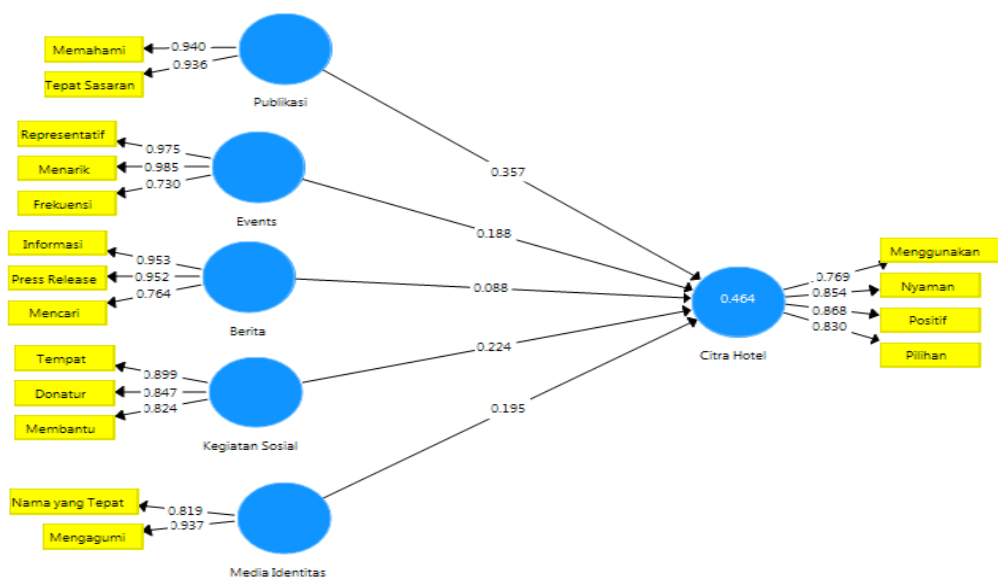 Memahami
0.940
Tepat Sasaran
0.936
Publikasi
0.357
Representatif
0.975
Menarik
0.985
Frekuensi
0.730
Events
0.188
Informasi
0.953
Press Release
0.952
Mencari
0.764
Berita
0.088
Tempat
0.899
Donatur
0.847
Membantu
0.824
Kegiatan Sosial
0.224
Nama yang Tepat
0.819
Mengagumi
0.937
Media Identitas
0.195
0.464
Citra Hotel
Menggunakan
0.769
Nyaman
0.854
Positif
0.868
Pilihan
0.830